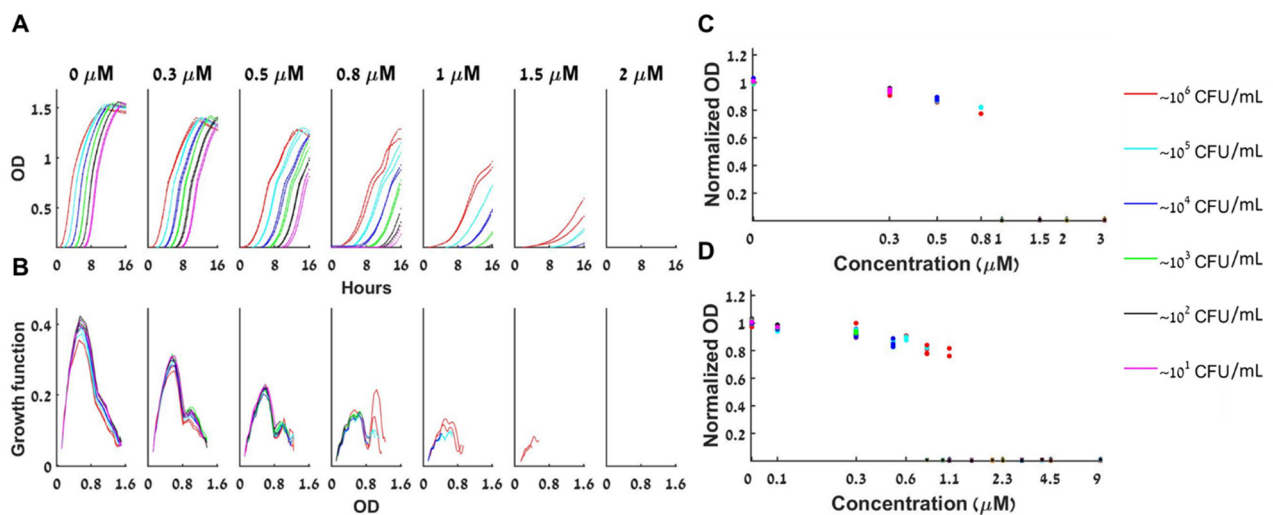 A
0 µM 0.3 µM 0.5 µM 0.8 µM 1 µM 1.5 µM 2 µM
OD
1.5
1
0.5
0 8 16 0 8 16 0 8 16 0 8 16 0 8 16 0 8 16 0 8 16
Hours
B
Growth function
0.4
0.2
0
0 0.8 1.6 0 0.8 1.6 0 0.8 1.6 0 0.8 1.6 0 0.8 1.6 0 0.8 1.6 0 0.8 1.6
OD
C
Normalized OD
1.2
1
0.8
0.6
0.4
0.2
0 0.3 0.5 0.8 1 1.5 2 3
Concentration (µM)
D
Normalized OD
1.2
1
0.8
0.6
0.4
0.2
0 0.1 0.3 0.6 1.1 2.3 4.5 9
Concentration (µM)
~10⁶ CFU/mL
~10⁵ CFU/mL
~10⁴ CFU/mL
~10³ CFU/mL
~10² CFU/mL
~10¹ CFU/mL